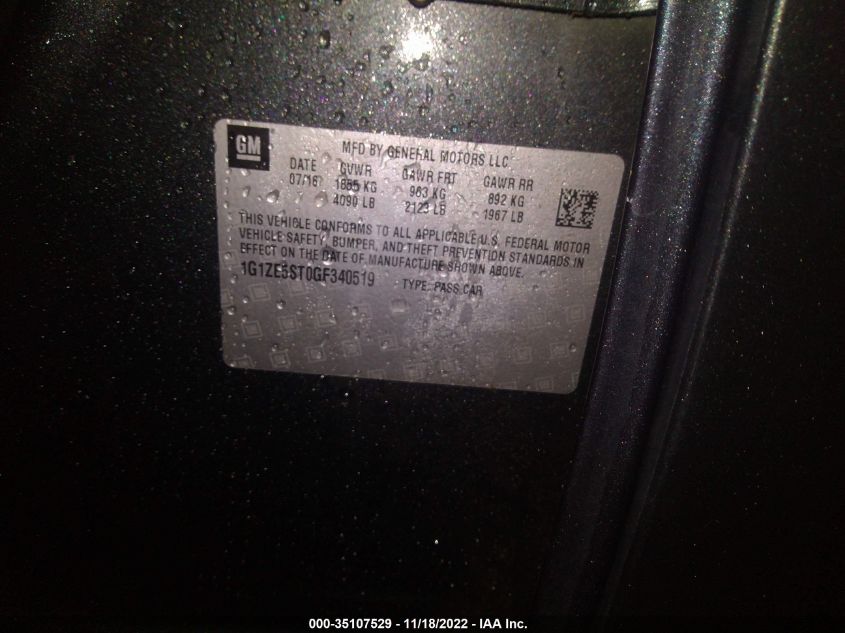 GM
MFD BY GENERAL MOTORS LLC
DATE GVWR GAWR FRT GAWR RR
07/16 1855 KG 963 KG 892 KG
4090 LB 2123 LB 1967 LB
THIS VEHICLE CONFORMS TO ALL APPLICABLE U.S. FEDERAL MOTOR
VEHICLE SAFETY, BUMPER, AND THEFT PREVENTION STANDARDS IN
EFFECT ON THE DATE OF MANUFACTURE SHOWN ABOVE.
1G1ZE5ST0GF340519 TYPE: PASS CAR
000-35107529 - 11/18/2022 - IAA Inc.